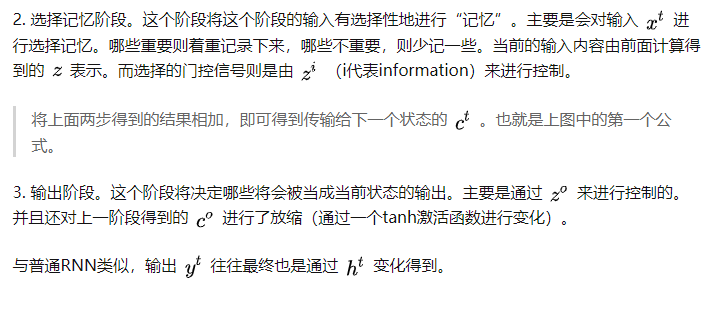 2. 选择记忆阶段。这个阶段将这个阶段的输入有选择性地进行“记忆”。主要是会对输入 x^t 进
行选择记忆。哪些重要则着重记录下来，哪些不重要，则少记一些。当前的输入内容由前面计算得
到的 z 表示。而选择的门控信号则是由 z^i （i代表information）来进行控制。
将上面两步得到的结果相加，即可得到传输给下一个状态的 c^t 。也就是上图中的第一个公
式。
3. 输出阶段。这个阶段将决定哪些将会被当成当前状态的输出。主要是通过 z^o 来进行控制的。
并且还对上一阶段得到的 c^o 进行了放缩（通过一个tanh激活函数进行变化）。
与普通RNN类似，输出 y^t 往往最终也是通过 h^t 变化得到。